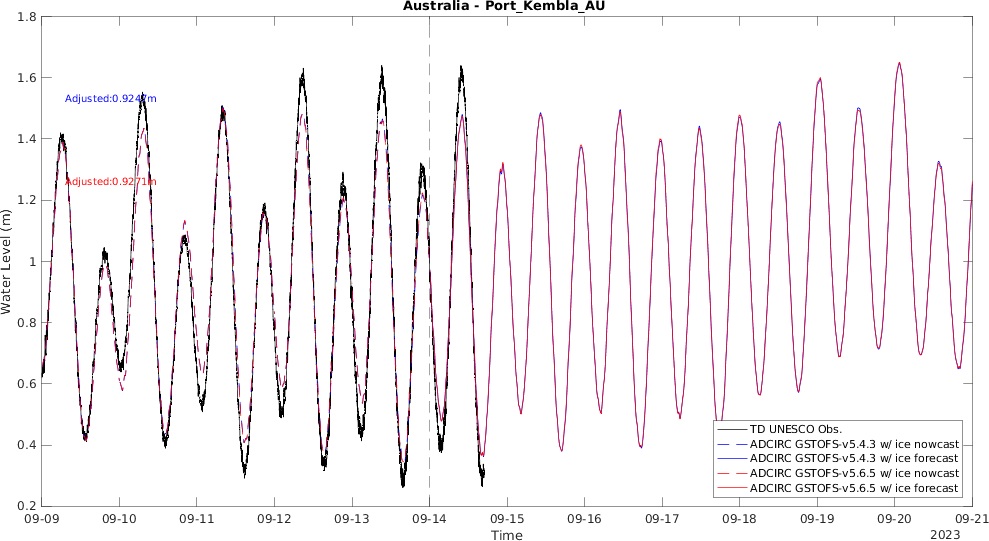 Australia - Port_Kembla_AU
1.8
1.6
1.4
1.2
1
0.8
0.6
0.4
0.2
Water Level (m)
Adjusted:0.9247m
Adjusted:0.9271m
TD UNESCO Obs.
ADCIRC GSTOFS-v5.4.3 w/ ice nowcast
ADCIRC GSTOFS-v5.4.3 w/ ice forecast
ADCIRC GSTOFS-v5.6.5 w/ ice nowcast
ADCIRC GSTOFS-v5.6.5 w/ ice forecast
09-09 09-10 09-11 09-12 09-13 09-14 09-15 09-16 09-17 09-18 09-19 09-20 09-21
Time
2023